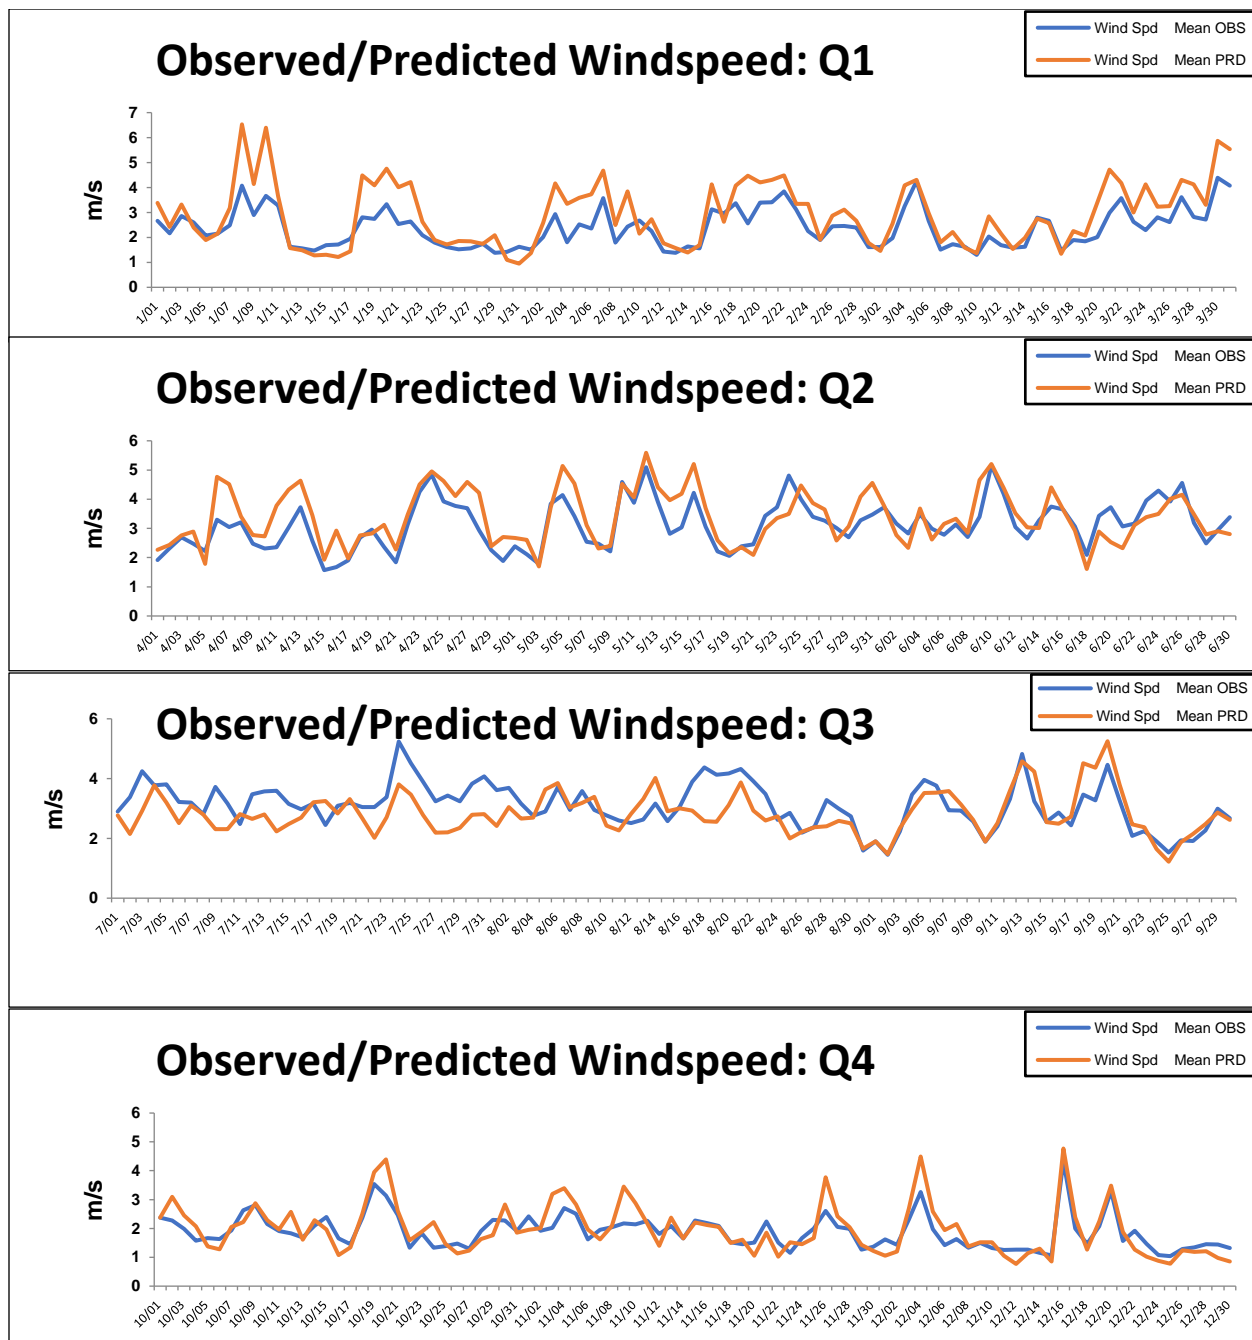 Observed/Predicted Windspeed: Q1
Wind Spd Mean OBS
Wind Spd Mean PRD
m/s
7
6
5
4
3
2
1
0
1/01 1/03 1/05 1/07 1/09 1/11 1/13 1/15 1/17 1/19 1/21 1/23 1/25 1/27 1/29 1/31 2/02 2/04 2/06 2/08 2/10 2/12 2/14 2/16 2/18 2/20 2/22 2/24 2/26 2/28 3/02 3/04 3/06 3/08 3/10 3/12 3/14 3/16 3/18 3/20 3/22 3/24 3/26 3/28 3/30
Observed/Predicted Windspeed: Q2
Wind Spd Mean OBS
Wind Spd Mean PRD
m/s
6
5
4
3
2
1
0
4/01 4/03 4/05 4/07 4/09 4/11 4/13 4/15 4/17 4/19 4/21 4/23 4/25 4/27 4/29 5/01 5/03 5/05 5/07 5/09 5/11 5/13 5/15 5/17 5/19 5/21 5/23 5/25 5/27 5/29 5/31 6/02 6/04 6/06 6/08 6/10 6/12 6/14 6/16 6/18 6/20 6/22 6/24 6/26 6/28 6/30
Observed/Predicted Windspeed: Q3
Wind Spd Mean OBS
Wind Spd Mean PRD
m/s
6
4
2
0
7/01 7/03 7/05 7/07 7/09 7/11 7/13 7/15 7/17 7/19 7/21 7/23 7/25 7/27 7/29 7/31 8/02 8/04 8/06 8/08 8/10 8/12 8/14 8/16 8/18 8/20 8/22 8/24 8/26 8/28 8/30 9/01 9/03 9/05 9/07 9/09 9/11 9/13 9/15 9/17 9/19 9/21 9/23 9/25 9/27 9/29
Observed/Predicted Windspeed: Q4
Wind Spd Mean OBS
Wind Spd Mean PRD
m/s
6
5
4
3
2
1
0
10/01 10/03 10/05 10/07 10/09 10/11 10/13 10/15 10/17 10/19 10/21 10/23 10/25 10/27 10/29 10/31 11/02 11/04 11/06 11/08 11/10 11/12 11/14 11/16 11/18 11/20 11/22 11/24 11/26 11/28 11/30 12/02 12/04 12/06 12/08 12/10 12/12 12/14 12/16 12/18 12/20 12/22 12/24 12/26 12/28 12/30